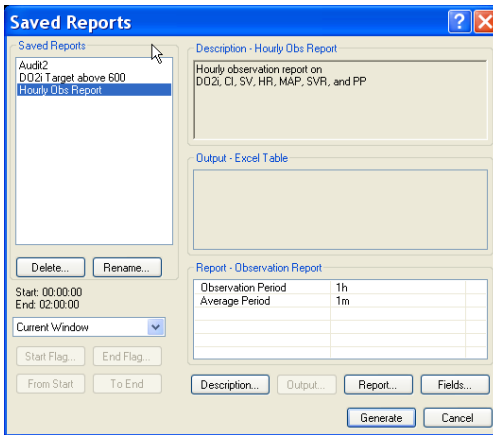 Saved Reports
Saved Reports
Audit2
DO2i Target above 600
Hourly Obs Report
Delete...
Rename...
Start: 00:00:00
End: 02:00:00
Current Window
Start Flag...
End Flag...
From Start
To End
Description - Hourly Obs Report
Hourly observation report on
DO2i, CI, SV, HR, MAP, SVR, and PP
Output - Excel Table
Report - Observation Report
Observation Period 1h
Average Period 1m
Description...
Output...
Report...
Fields...
Generate
Cancel